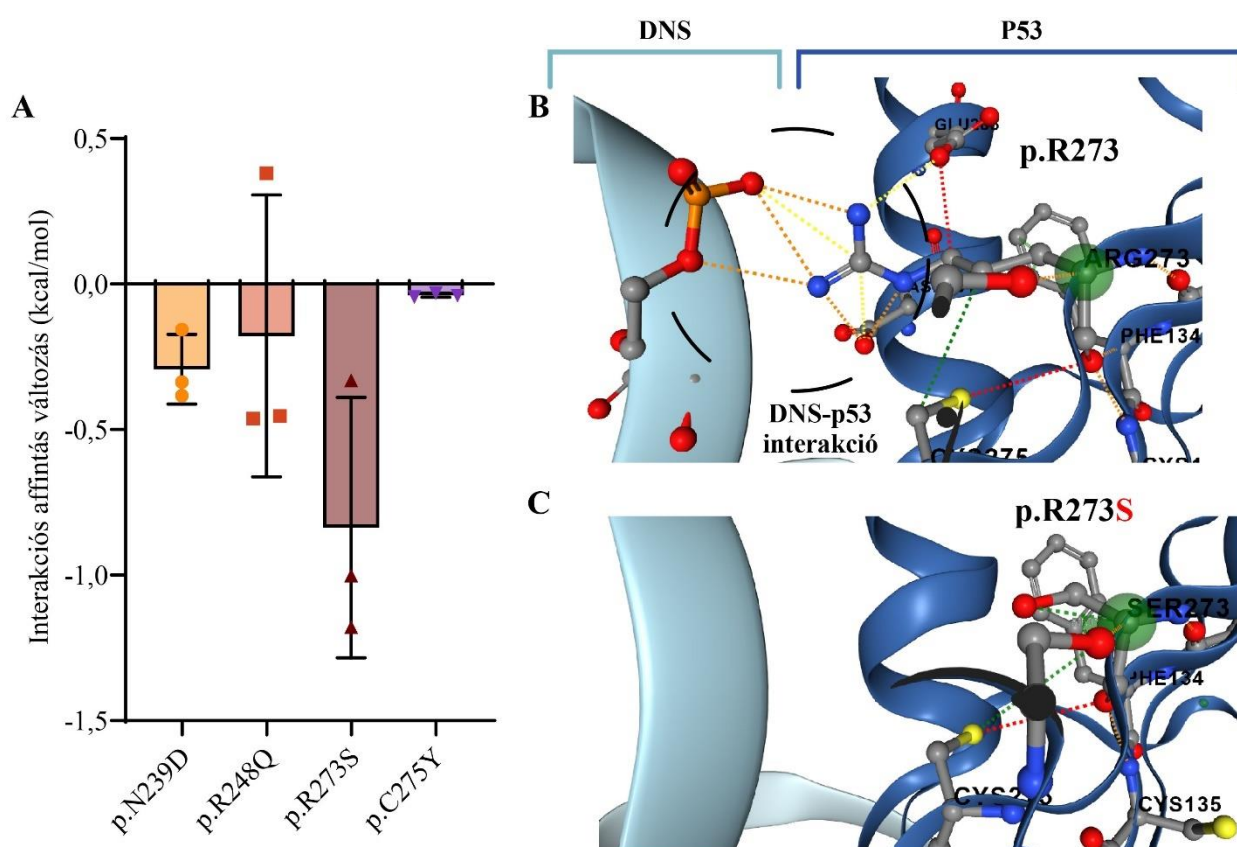 DNS
P53
A
Interakciós affintás változás (kcal/mol)
0,5
0,0
-0,5
-1,0
-1,5
p.N239D
p.R248Q
p.R273S
p.C275Y
B
p.R273
ARG273
PHE134
DNS-p53
interakció
C
p.R273S
SER273
PHE134
CYS135